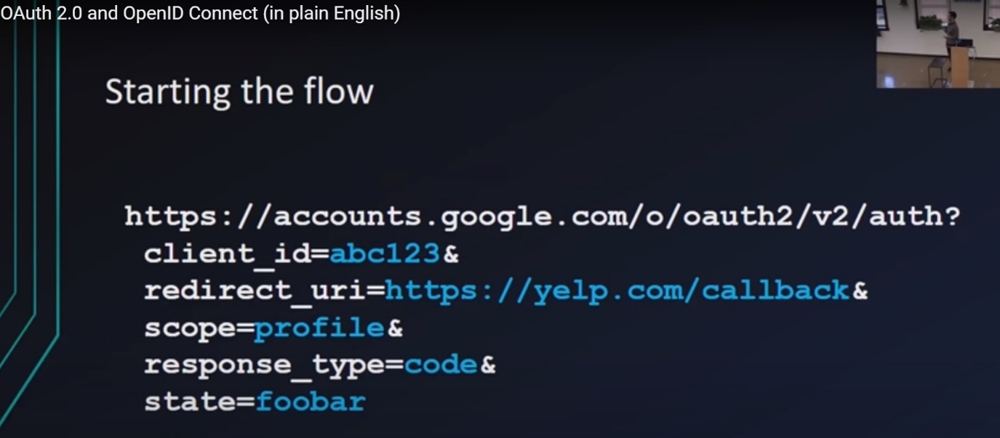 OAuth 2.0 and OpenID Connect (in plain English)
Starting the flow
https://accounts.google.com/o/oauth2/v2/auth?
client_id=abc123&
redirect_uri=https://yelp.com/callback&
scope=profile&
response_type=code&
state=foobar